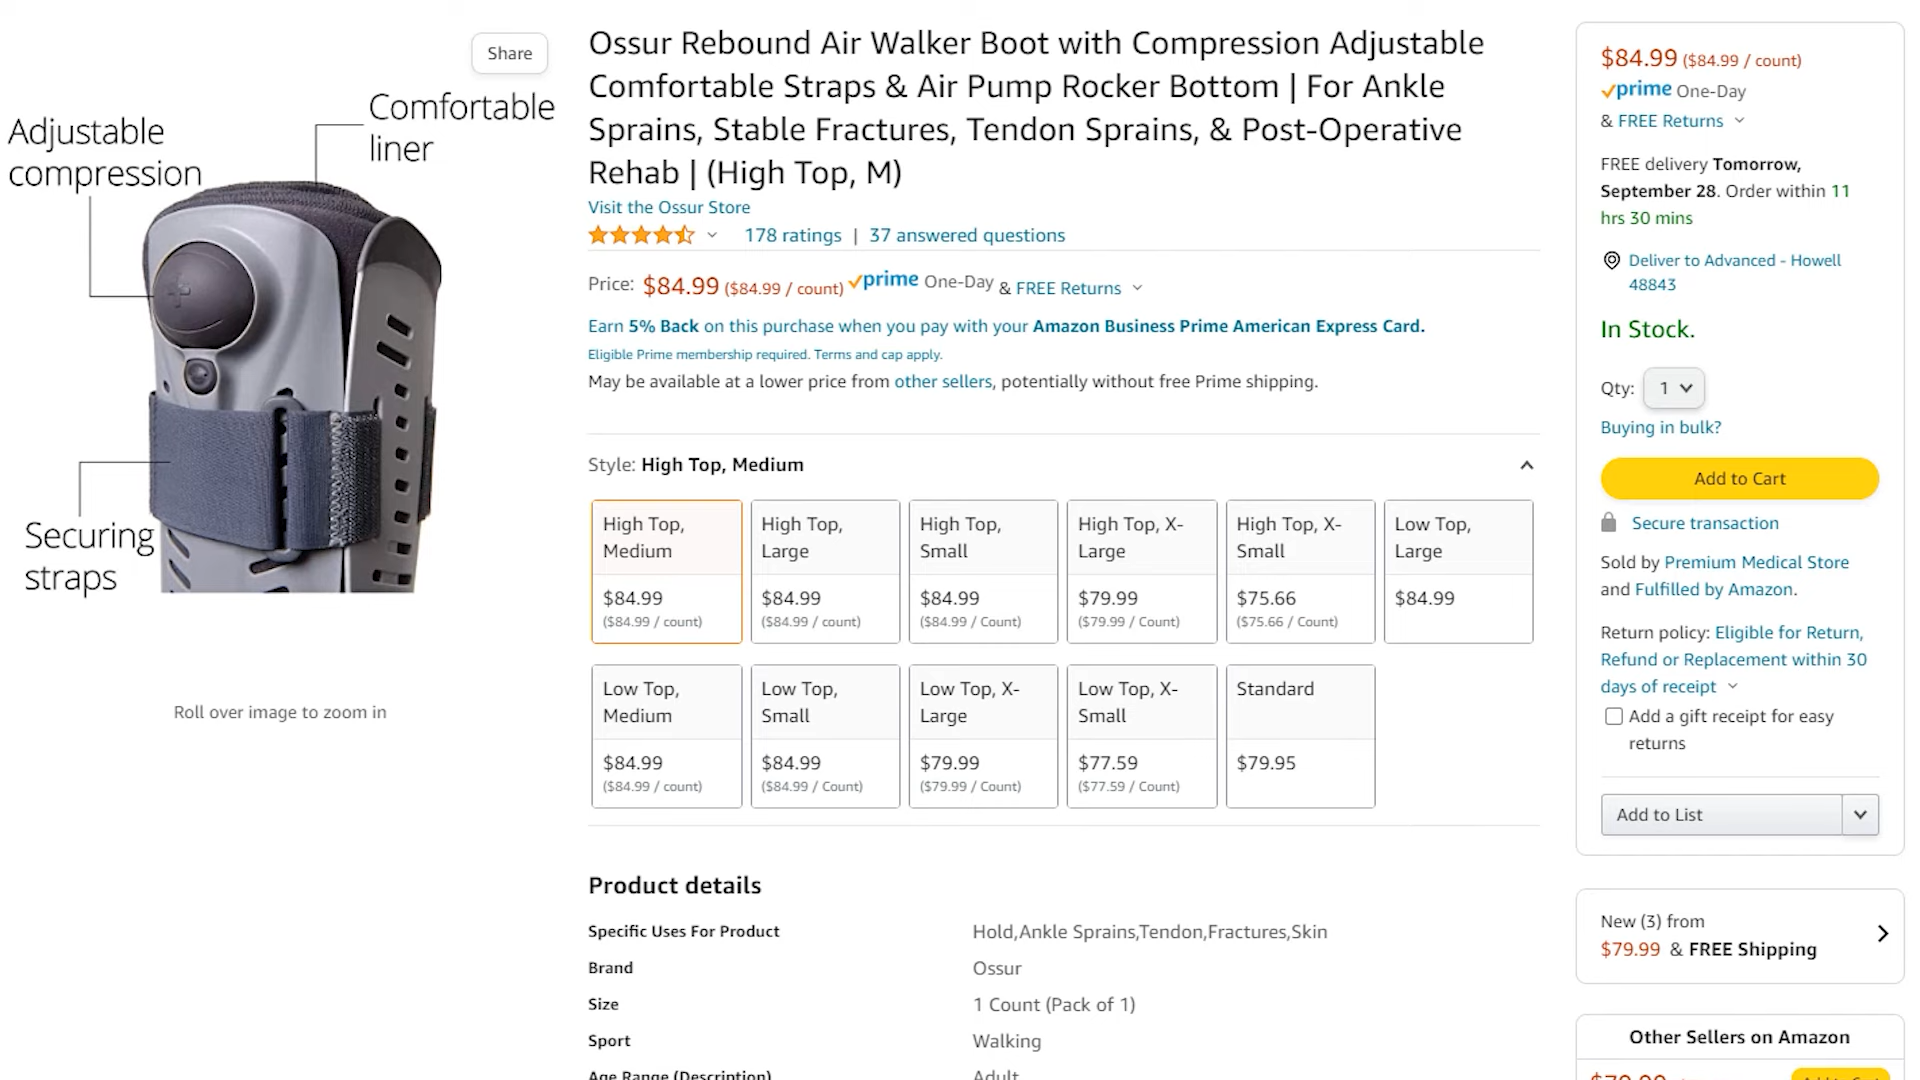 Share
Adjustable
compression
Comfortable
liner
Securing
straps
Roll over image to zoom in
Ossur Rebound Air Walker Boot with Compression Adjustable
Comfortable Straps & Air Pump Rocker Bottom | For Ankle
Sprains, Stable Fractures, Tendon Sprains, & Post-Operative
Rehab | (High Top, M)
Visit the Ossur Store
178 ratings | 37 answered questions
Price: $84.99 ($84.99 / count) prime One-Day & FREE Returns
Earn 5% Back on this purchase when you pay with your Amazon Business Prime American Express Card.
Eligible Prime membership required. Terms and cap apply.
May be available at a lower price from other sellers, potentially without free Prime shipping.
Style: High Top, Medium
High Top,
Medium
$84.99
($84.99 / count)
High Top,
Large
$84.99
($84.99 / count)
High Top,
Small
$84.99
($84.99 / Count)
High Top, X-
Large
$79.99
($79.99 / Count)
High Top, X-
Small
$75.66
($75.66 / Count)
Low Top,
Large
$84.99
Low Top,
Medium
$84.99
($84.99 / count)
Low Top,
Small
$84.99
($84.99 / Count)
Low Top, X-
Large
$79.99
($79.99 / Count)
Low Top, X-
Small
$77.59
($77.59 / Count)
Standard
$79.95
Product details
Specific Uses For Product Hold,Ankle Sprains,Tendon,Fractures,Skin
Brand Ossur
Size 1 Count (Pack of 1)
Sport Walking
Age Range (Description) Adult
$84.99 ($84.99 / count)
prime One-Day
& FREE Returns
FREE delivery Tomorrow,
September 28. Order within 11
hrs 30 mins
Deliver to Advanced - Howell
48843
In Stock.
Qty: 1
Buying in bulk?
Add to Cart
Secure transaction
Sold by Premium Medical Store
and Fulfilled by Amazon.
Return policy: Eligible for Return,
Refund or Replacement within 30
days of receipt
Add a gift receipt for easy
returns
Add to List
New (3) from
$79.99 & FREE Shipping
Other Sellers on Amazon
$79.99
Add to Cart